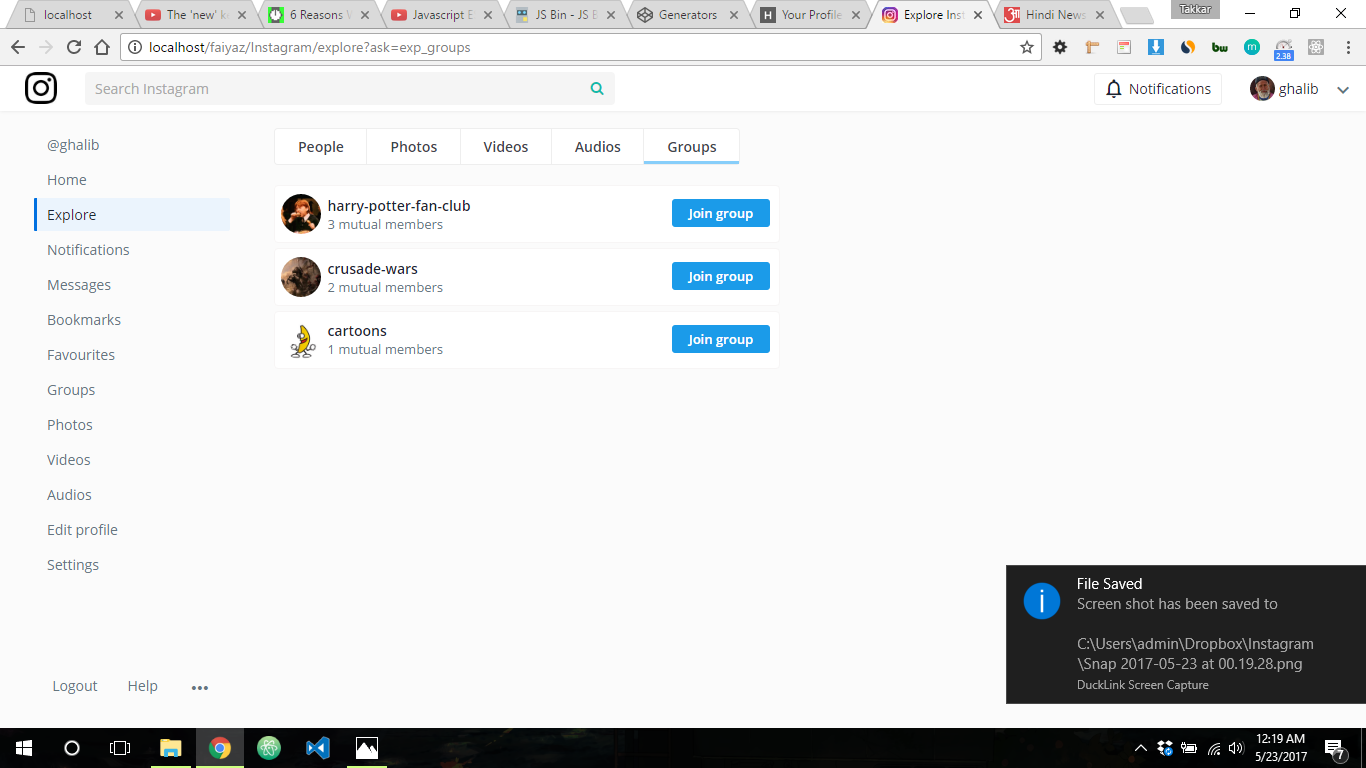 localhost
The 'new' k
6 Reasons
Javascript E
JS Bin - JS B
Generators
Your Profile
Explore Inst
Hindi News
Takkar
localhost/faiyaz/Instagram/explore?ask=exp_groups
bw
m
2.38
Search Instagram
Notifications
ghalib
@ghalib
Home
Explore
Notifications
Messages
Bookmarks
Favourites
Groups
Photos
Videos
Audios
Edit profile
Settings
Logout
Help
People
Photos
Videos
Audios
Groups
harry-potter-fan-club
3 mutual members
Join group
crusade-wars
2 mutual members
Join group
cartoons
1 mutual members
Join group
File Saved
Screen shot has been saved to
C:\Users\admin\Dropbox\Instagram
\Snap 2017-05-23 at 00.19.28.png
DuckLink Screen Capture
12:19 AM
5/23/2017
7